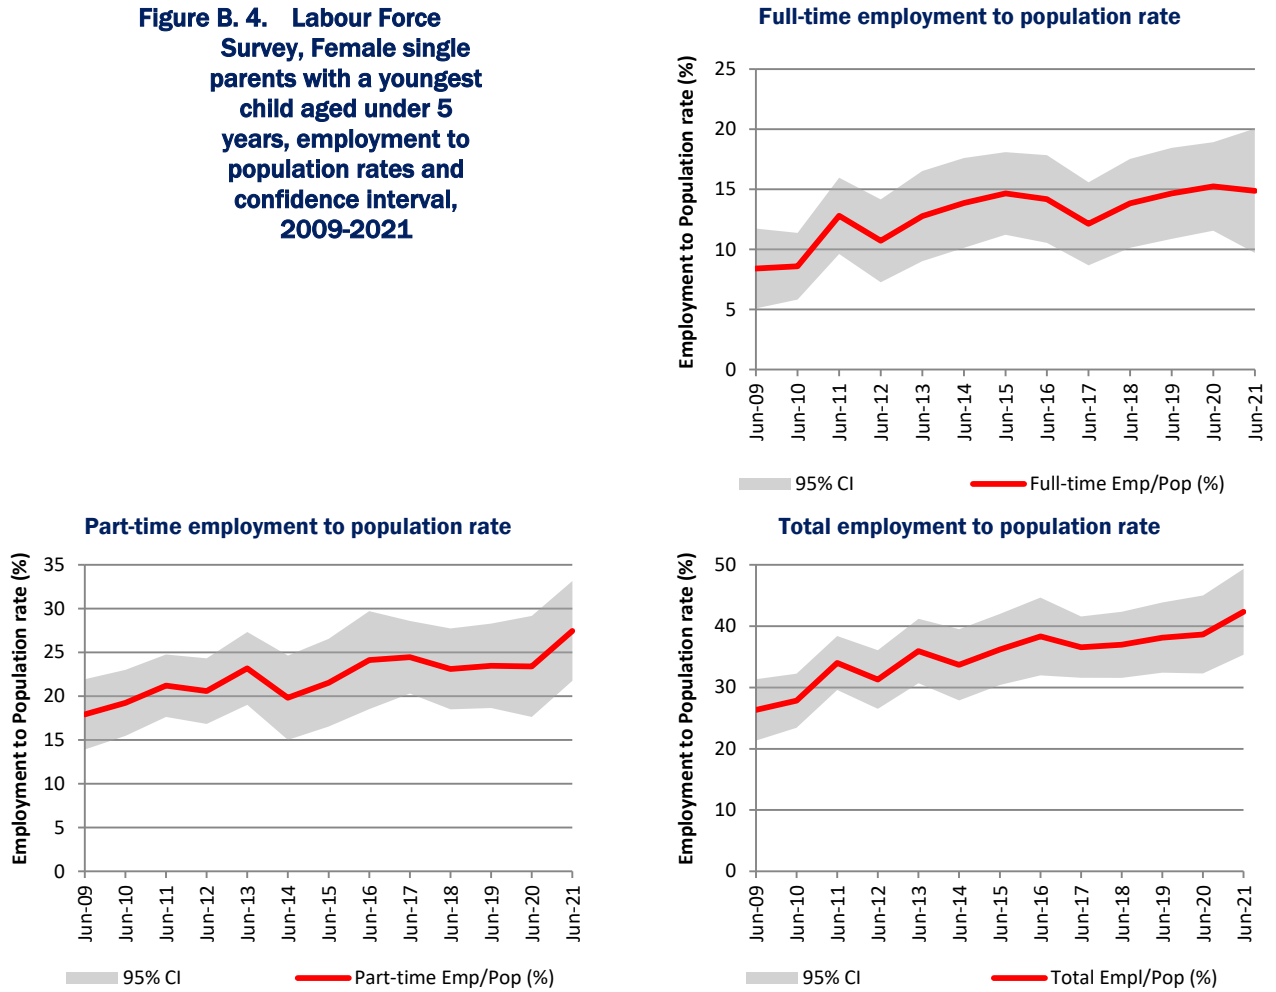 Figure B. 4. Labour Force
Survey, Female single
parents with a youngest
child aged under 5
years, employment to
population rates and
confidence interval,
2009-2021
Full-time employment to population rate
Employment to Population rate (%)
25
20
15
10
5
0
Jun-09
Jun-10
Jun-11
Jun-12
Jun-13
Jun-14
Jun-15
Jun-16
Jun-17
Jun-18
Jun-19
Jun-20
Jun-21
95% CI
Full-time Emp/Pop (%)
Part-time employment to population rate
Employment to Population rate (%)
35
30
25
20
15
10
5
0
Jun-09
Jun-10
Jun-11
Jun-12
Jun-13
Jun-14
Jun-15
Jun-16
Jun-17
Jun-18
Jun-19
Jun-20
Jun-21
95% CI
Part-time Emp/Pop (%)
Total employment to population rate
Employment to Population rate (%)
50
40
30
20
10
0
Jun-09
Jun-10
Jun-11
Jun-12
Jun-13
Jun-14
Jun-15
Jun-16
Jun-17
Jun-18
Jun-19
Jun-20
Jun-21
95% CI
Total Empl/Pop (%)